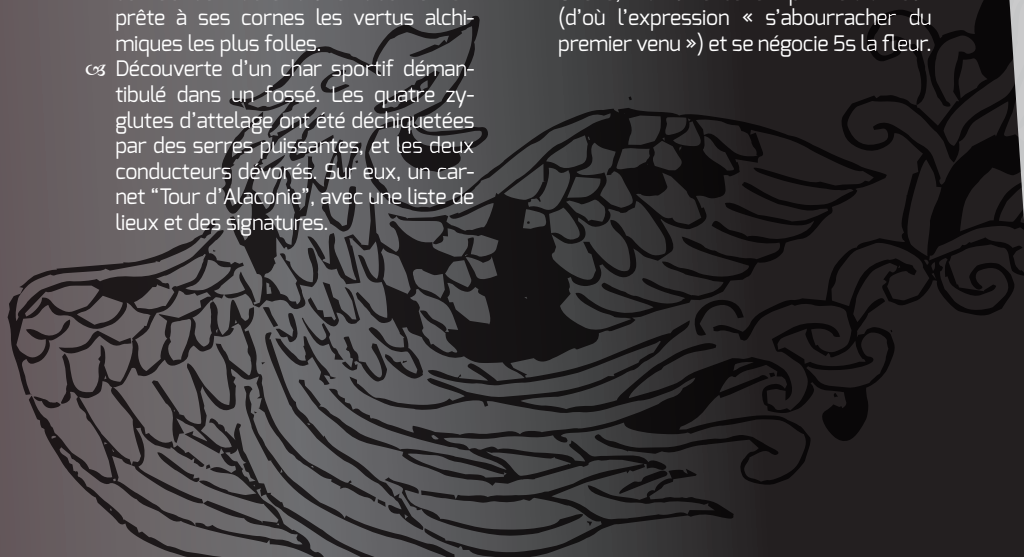 prête à ses cornes les vertus alchi-
miques les plus folles.
Découverte d’un char sportif déman-
tibulé dans un fossé. Les quatre zy-
glutes d’attelage ont été déchiquetées
par des serres puissantes, et les deux
conducteurs dévorés. Sur eux, un car-
net “Tour d’Alaconie”, avec une liste de
lieux et des signatures.
(d’où l’expression « s’abourracher du
premier venu ») et se négocie 5s la fleur.